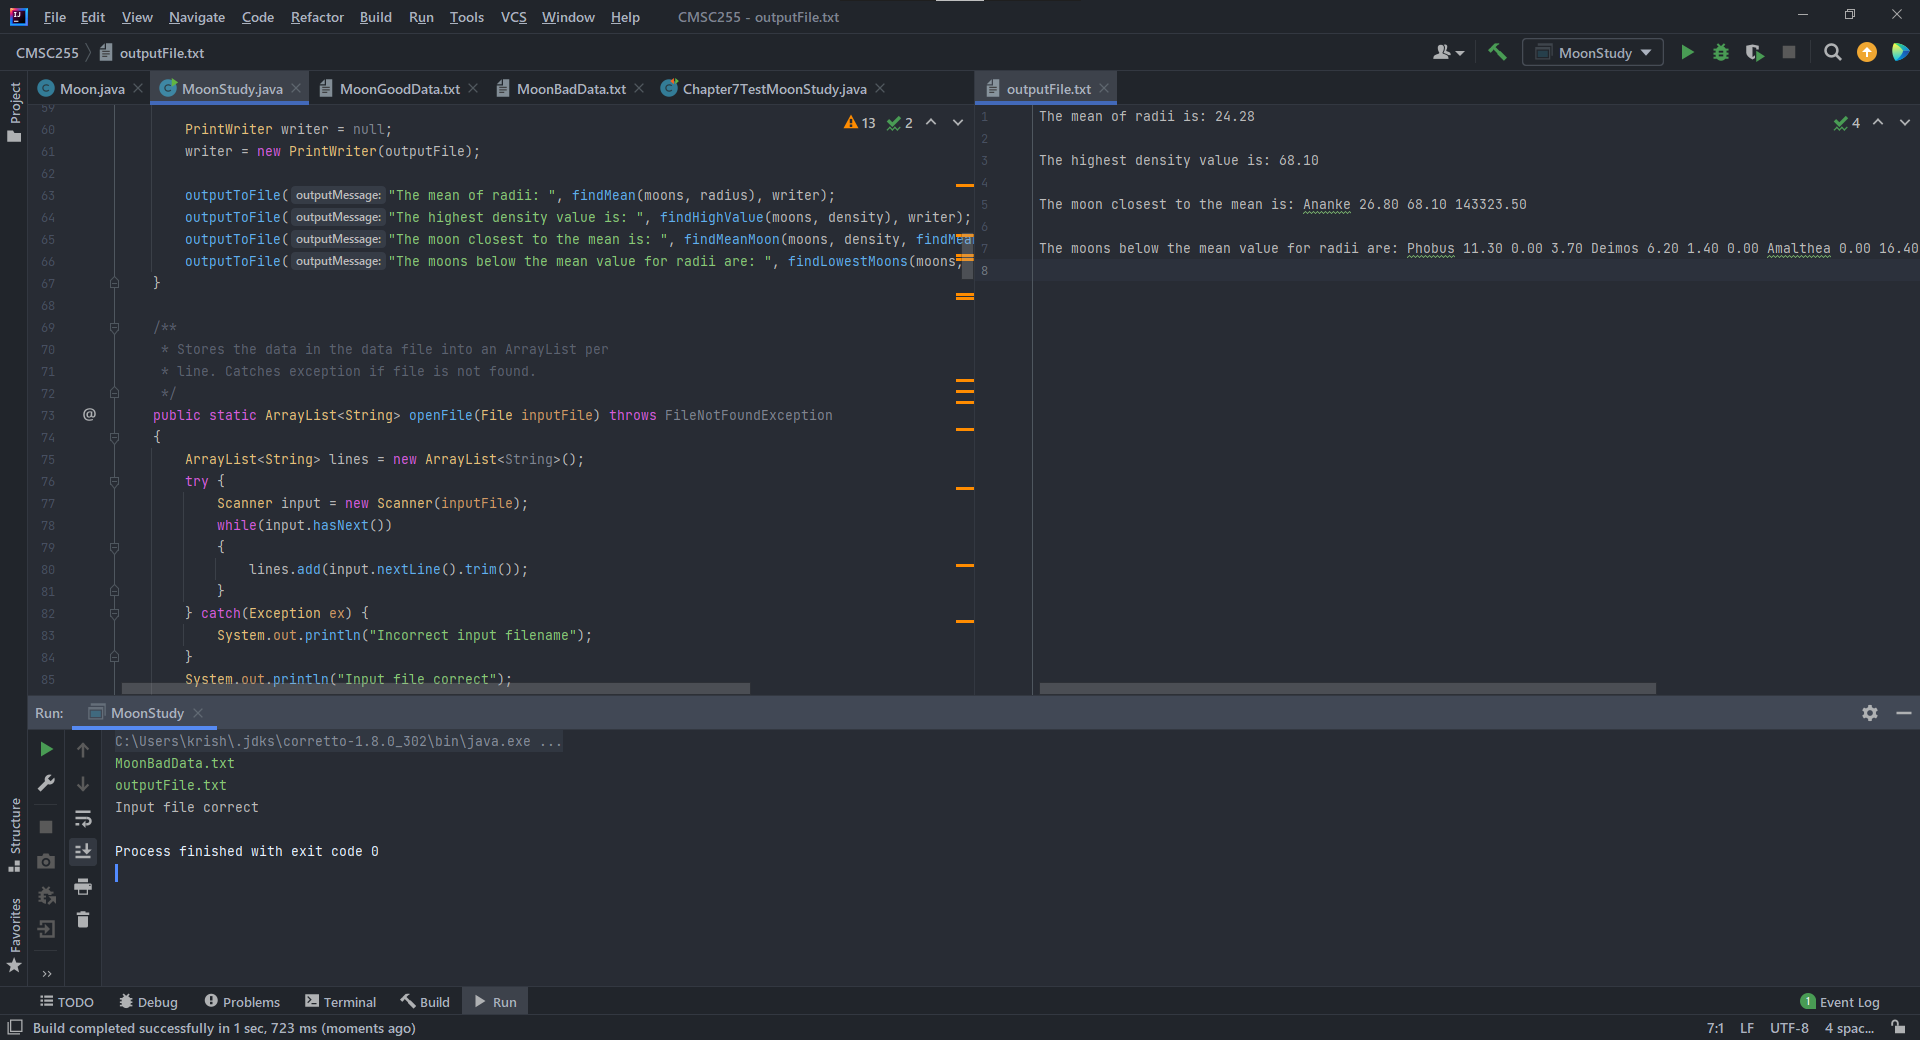 File Edit View Navigate Code Refactor Build Run Tools VCS Window Help CMSC255 - outputFile.txt
CMSC255 outputFile.txt MoonStudy
Moon.java MoonStudy.java MoonGoodData.txt MoonBadData.txt Chapter7TestMoonStudy.java outputFile.txt
Project
13 2
59
60 PrintWriter writer = null;
61 writer = new PrintWriter(outputFile);
62
63 outputToFile( outputMessage: "The mean of radii: ", findMean(moons, radius), writer);
64 outputToFile( outputMessage: "The highest density value is: ", findHighValue(moons, density), writer);
65 outputToFile( outputMessage: "The moon closest to the mean is: ", findMeanMoon(moons, density, findMea
66 outputToFile( outputMessage: "The moons below the mean value for radii are: ", findLowestMoons(moons,
67 }
68
69 /**
70 * Stores the data in the data file into an ArrayList per
71 * line. Catches exception if file is not found.
72 */
73 @ public static ArrayList<String> openFile(File inputFile) throws FileNotFoundException
74 {
75 ArrayList<String> lines = new ArrayList<String>();
76 try {
77 Scanner input = new Scanner(inputFile);
78 while(input.hasNext())
79 {
80 lines.add(input.nextLine().trim());
81 }
82 } catch(Exception ex) {
83 System.out.println("Incorrect input filename");
84 }
85 System.out.println("Input file correct");
4
1 The mean of radii is: 24.28
2
3 The highest density value is: 68.10
4
5 The moon closest to the mean is: Ananke 26.80 68.10 143323.50
6
7 The moons below the mean value for radii are: Phobus 11.30 0.00 3.70 Deimos 6.20 1.40 0.00 Amalthea 0.00 16.40
8
Run: MoonStudy
C:\Users\krish\.jdks\corretto-1.8.0_302\bin\java.exe ...
MoonBadData.txt
outputFile.txt
Input file correct
Process finished with exit code 0
Structure
Favorites
TODO Debug Problems Terminal Build Run 1 Event Log
Build completed successfully in 1 sec, 723 ms (moments ago) 7:1 LF UTF-8 4 spac...